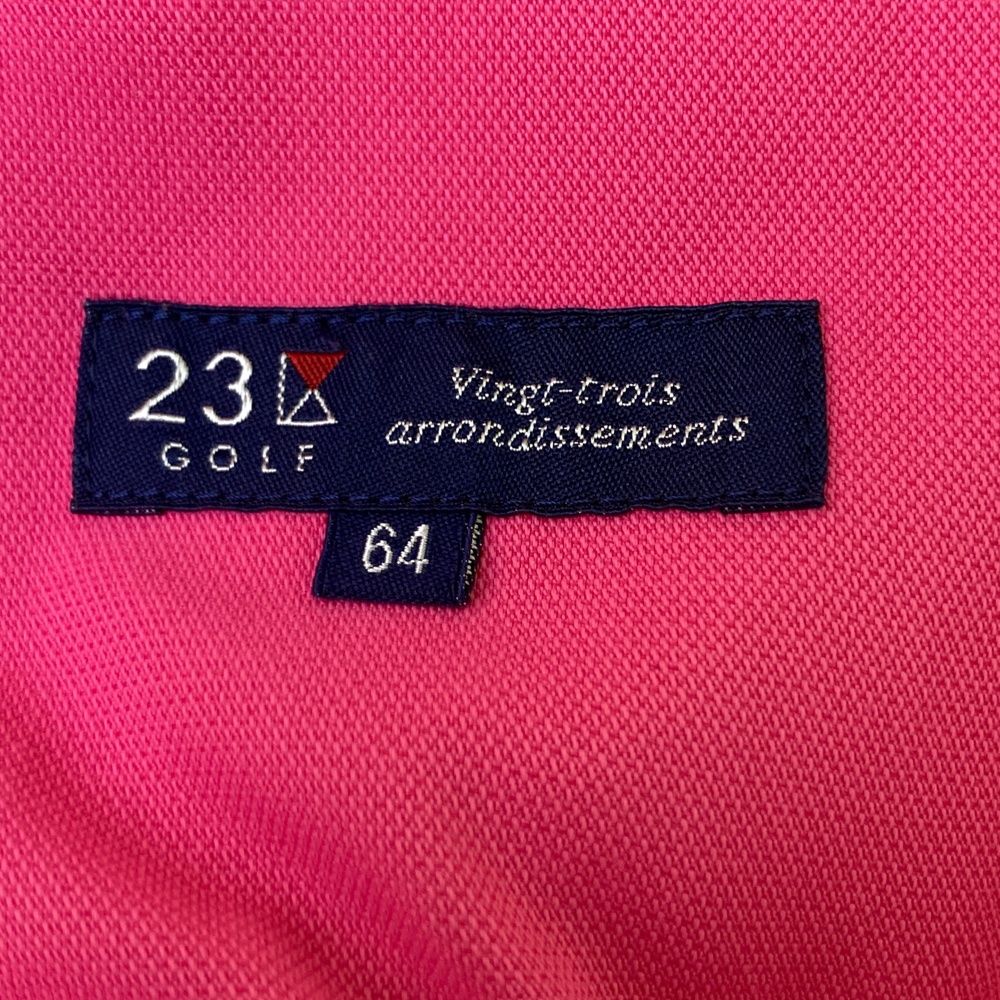 23
GOLF
Vingt-trois
arrondissements
64